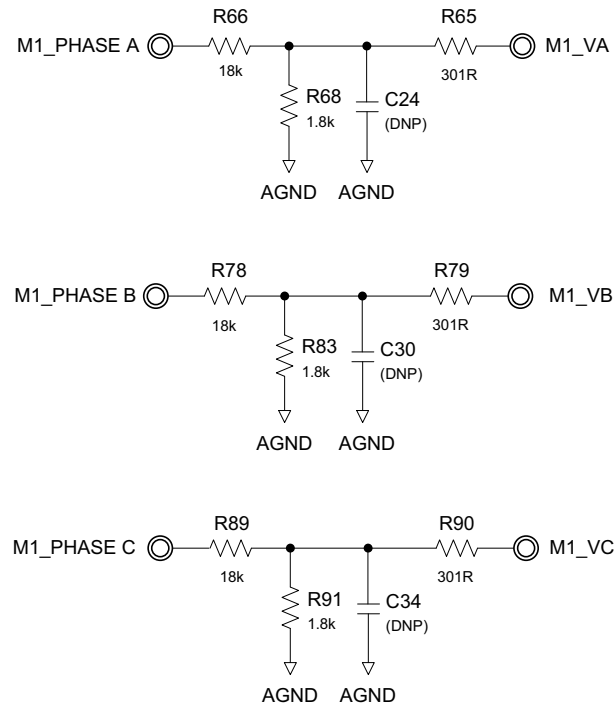 R66
R65
M1_PHASE A
M1_VA
18k
301R
R68
1.8k
C24
(DNP)
AGND
AGND
R78
R79
M1_PHASE B
M1_VB
18k
301R
R83
1.8k
C30
(DNP)
AGND
AGND
R89
R90
M1_PHASE C
M1_VC
18k
301R
R91
1.8k
C34
(DNP)
AGND
AGND